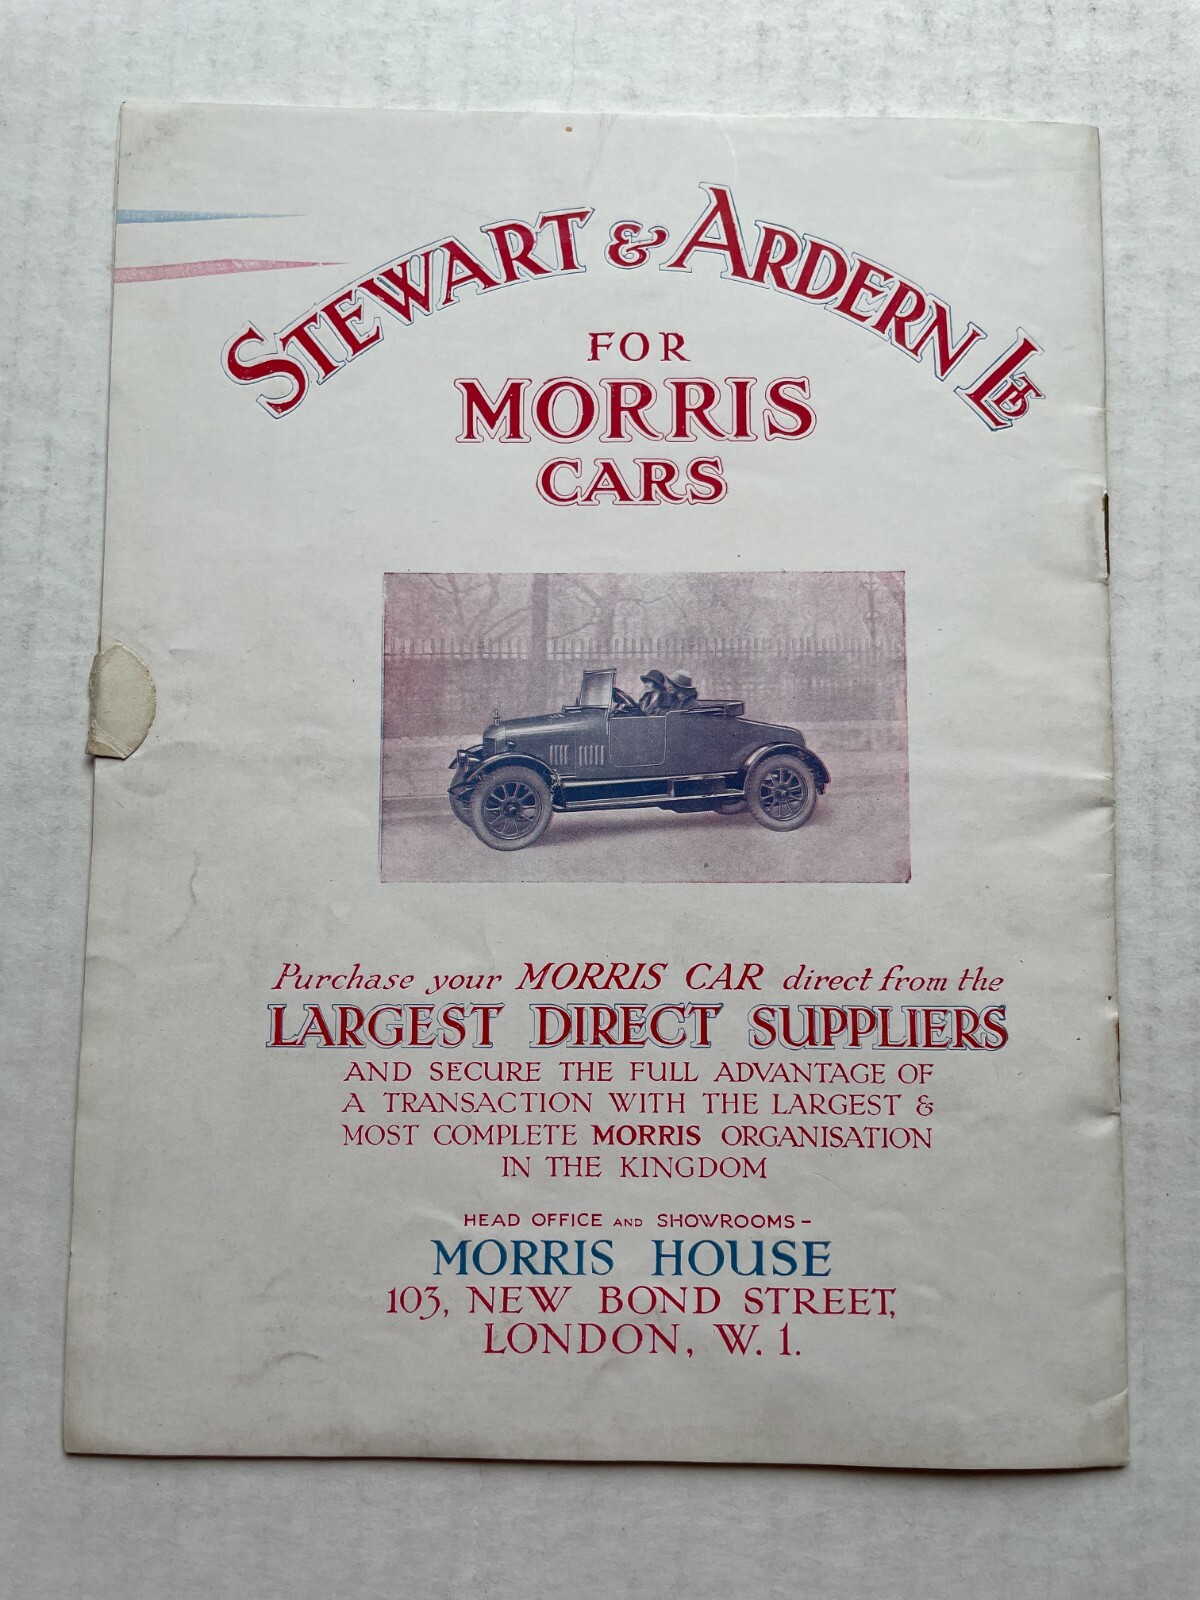 STEWART & ARDERN LTD
FOR
MORRIS
CARS
Purchase your MORRIS CAR direct from the
LARGEST DIRECT SUPPLIERS
AND SECURE THE FULL ADVANTAGE OF
A TRANSACTION WITH THE LARGEST &
MOST COMPLETE MORRIS ORGANISATION
IN THE KINGDOM
HEAD OFFICE AND SHOWROOMS -
MORRIS HOUSE
103, NEW BOND STREET,
LONDON, W. 1.